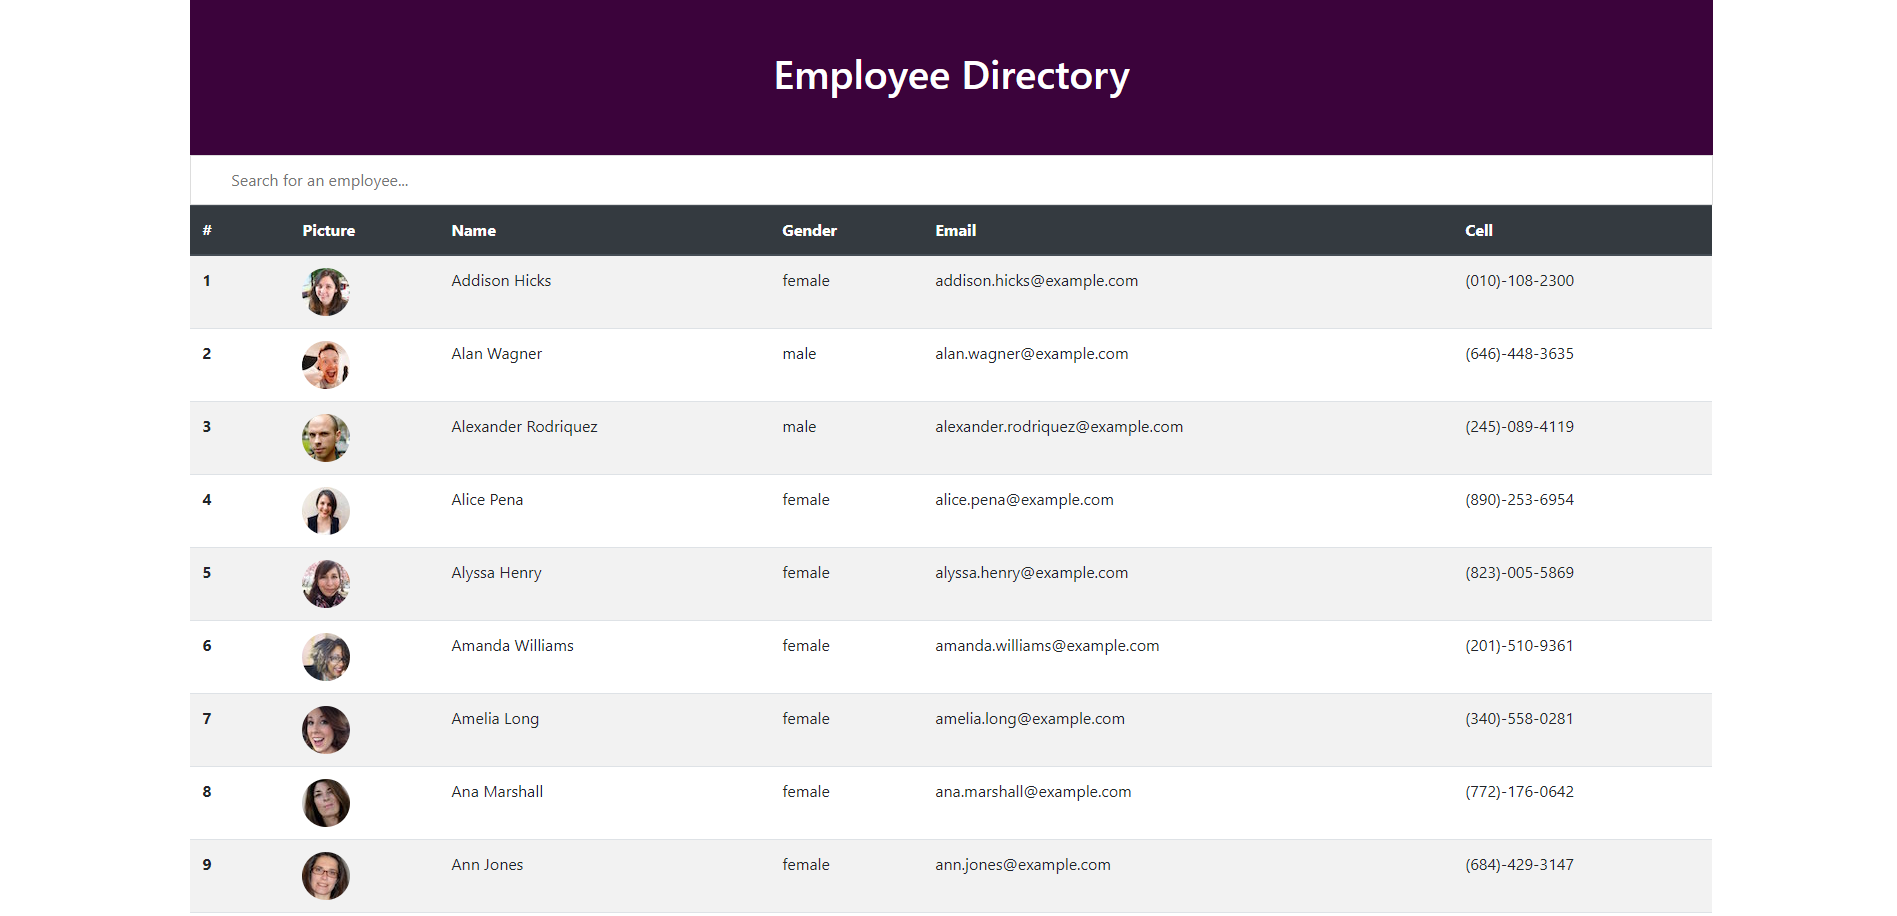 Employee Directory
Search for an employee...
# Picture Name Gender Email Cell
1 Addison Hicks female addison.hicks@example.com (010)-108-2300
2 Alan Wagner male alan.wagner@example.com (646)-448-3635
3 Alexander Rodriquez male alexander.rodriquez@example.com (245)-089-4119
4 Alice Pena female alice.pena@example.com (890)-253-6954
5 Alyssa Henry female alyssa.henry@example.com (823)-005-5869
6 Amanda Williams female amanda.williams@example.com (201)-510-9361
7 Amelia Long female amelia.long@example.com (340)-558-0281
8 Ana Marshall female ana.marshall@example.com (772)-176-0642
9 Ann Jones female ann.jones@example.com (684)-429-3147